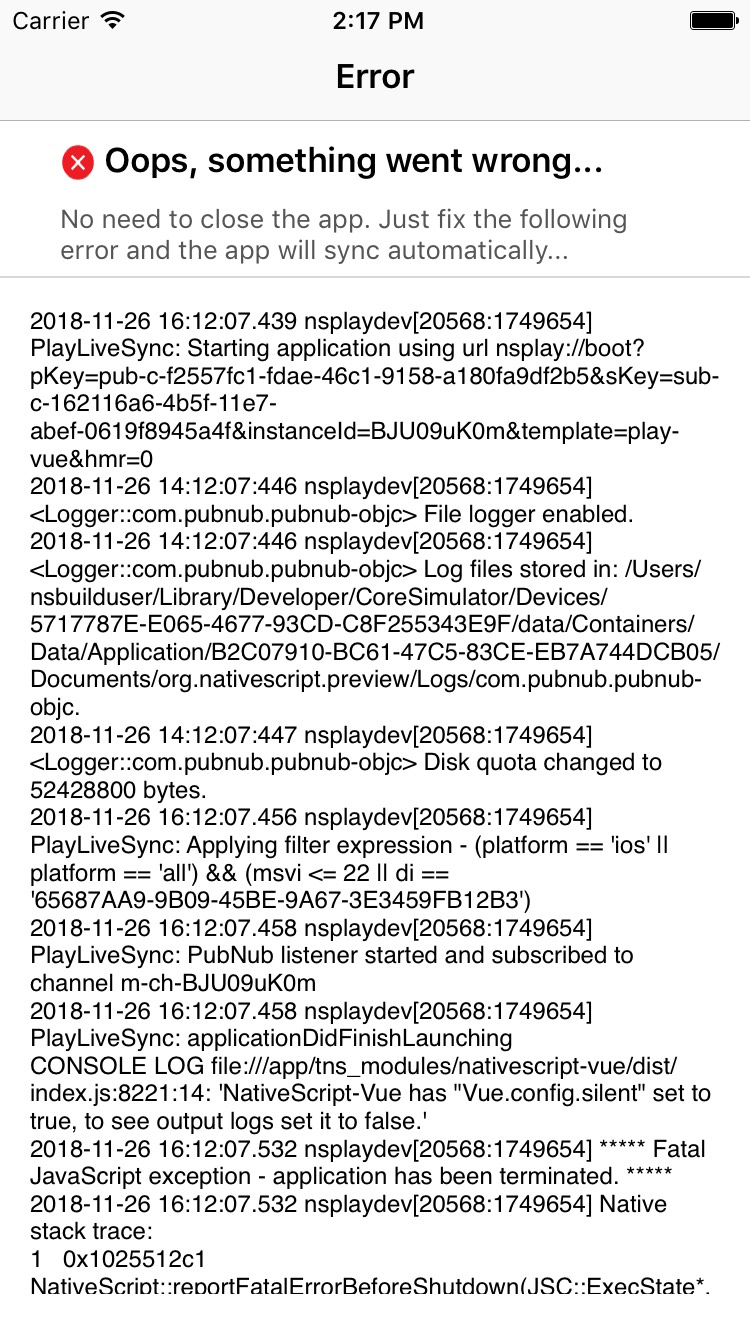 Carrier 2:17 PM
Error
Oops, something went wrong...
No need to close the app. Just fix the following
error and the app will sync automatically...
2018-11-26 16:12:07.439 nsplaydev[20568:1749654]
PlayLiveSync: Starting application using url nsplay://boot?
pKey=pub-c-f2557fc1-fdae-46c1-9158-a180fa9df2b5&sKey=sub-
c-162116a6-4b5f-11e7-
abef-0619f8945a4f&instanceId=BJU09uK0m&template=play-
vue&hmr=0
2018-11-26 14:12:07:446 nsplaydev[20568:1749654]
<Logger::com.pubnub.pubnub-objc> File logger enabled.
2018-11-26 14:12:07:446 nsplaydev[20568:1749654]
<Logger::com.pubnub.pubnub-objc> Log files stored in: /Users/
nsbuilduser/Library/Developer/CoreSimulator/Devices/
5717787E-E065-4677-93CD-C8F255343E9F/data/Containers/
Data/Application/B2C07910-BC61-47C5-83CE-EB7A744DCB05/
Documents/org.nativescript.preview/Logs/com.pubnub.pubnub-
objc.
2018-11-26 14:12:07:447 nsplaydev[20568:1749654]
<Logger::com.pubnub.pubnub-objc> Disk quota changed to
52428800 bytes.
2018-11-26 16:12:07.456 nsplaydev[20568:1749654]
PlayLiveSync: Applying filter expression - (platform == 'ios' ||
platform == 'all') && (msvi <= 22 || di ==
'65687AA9-9B09-45BE-9A67-3E3459FB12B3')
2018-11-26 16:12:07.458 nsplaydev[20568:1749654]
PlayLiveSync: PubNub listener started and subscribed to
channel m-ch-BJU09uK0m
2018-11-26 16:12:07.458 nsplaydev[20568:1749654]
PlayLiveSync: applicationDidFinishLaunching
CONSOLE LOG file:///app/tns_modules/nativescript-vue/dist/
index.js:8221:14: 'NativeScript-Vue has "Vue.config.silent" set to
true, to see output logs set it to false.'
2018-11-26 16:12:07.532 nsplaydev[20568:1749654] ***** Fatal
JavaScript exception - application has been terminated. *****
2018-11-26 16:12:07.532 nsplaydev[20568:1749654] Native
stack trace:
1 0x1025512c1
NativeScript::reportFatalErrorBeforeShutdown(JSC::ExecState*,